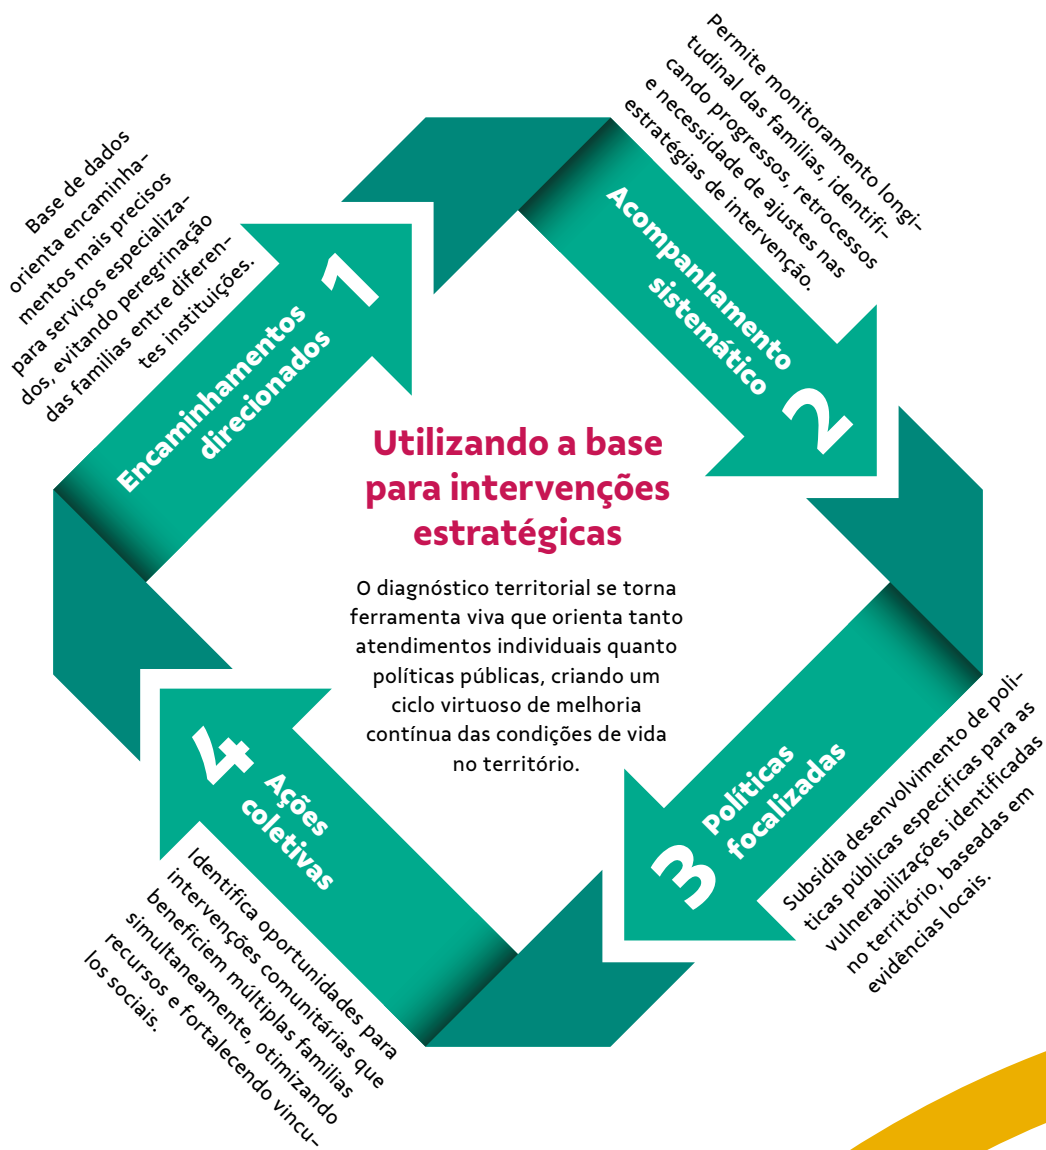 Utilizando a base
para intervenções
estratégicas
O diagnóstico territorial se torna
ferramenta viva que orienta tanto
atendimentos individuais quanto
políticas públicas, criando um
ciclo virtuoso de melhoria
contínua das condições de vida
no território.
1
Encaminhamentos
direcionados
Base de dados
orienta encaminha-
mentos mais precisos
para serviços especializa-
dos, evitando peregrinação
das famílias entre diferen-
tes instituições.
2
Acompanhamento
sistemático
Permite monitoramento longi-
tudinal das famílias, identifi-
cando progressos, retrocessos
e necessidade de ajustes nas
estratégias de intervenção.
3
Políticas
focalizadas
Subsidia desenvolvimento de polí-
ticas públicas específicas para as
vulnerabilizações identificadas
no território, baseadas em
evidências locais.
4
Ações
coletivas
Identifica oportunidades para
intervenções comunitárias que
beneficiem múltiplas famílias
simultaneamente, otimizando
recursos e fortalecendo víncu-
los sociais.